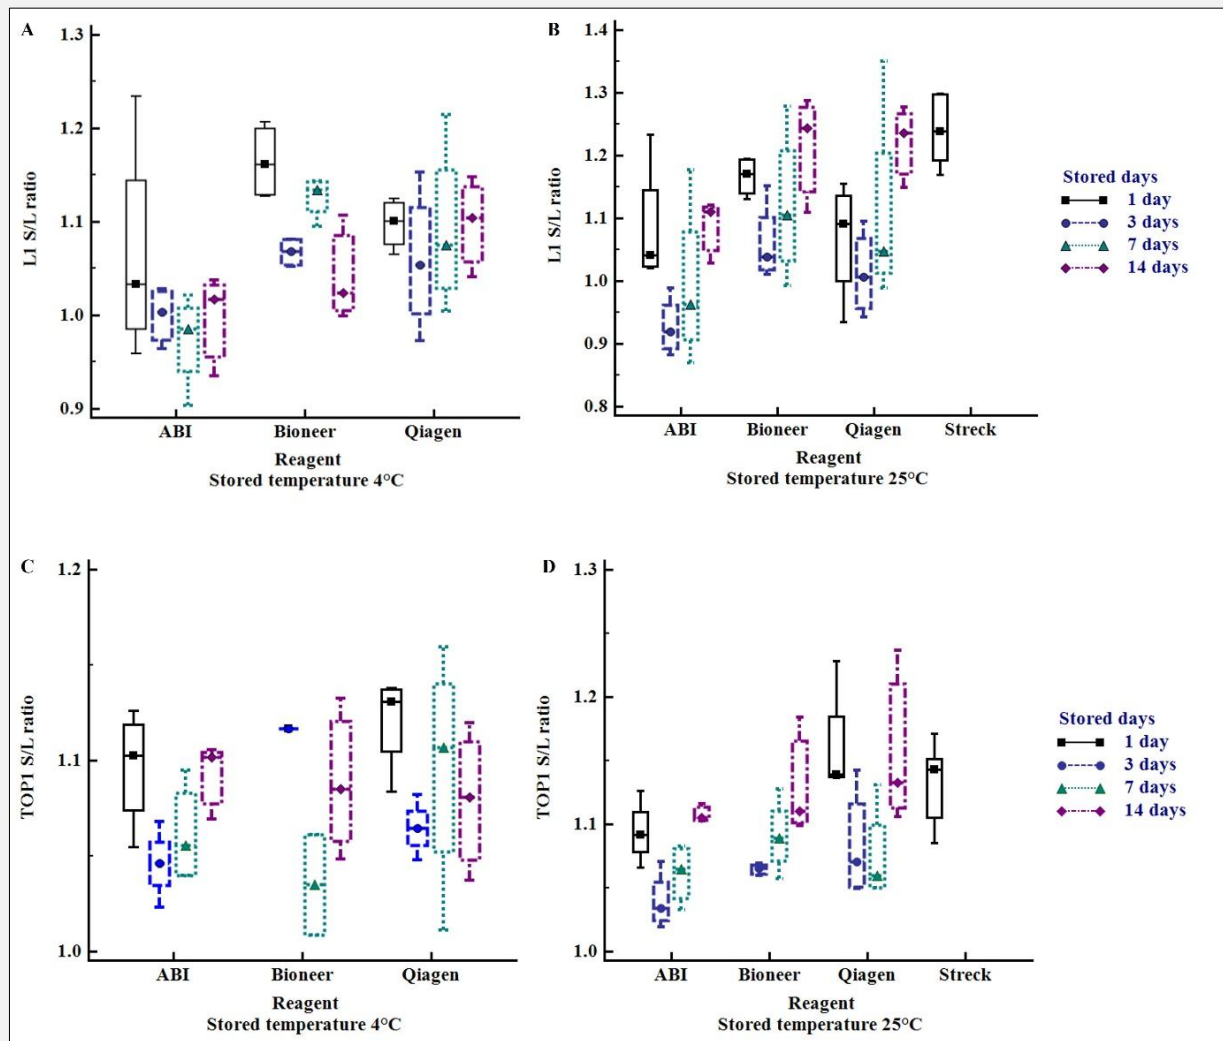 A
1.3
1.2
1.1
1.0
0.9
L1 S/L ratio
ABI Bioneer Qiagen
Reagent
Stored temperature 4°C
B
1.4
1.3
1.2
1.1
1.0
0.9
0.8
L1 S/L ratio
ABI Bioneer Qiagen Streck
Reagent
Stored temperature 25°C
Stored days
1 day
3 days
7 days
14 days
C
1.2
1.1
1.0
TOP1 S/L ratio
ABI Bioneer Qiagen
Reagent
Stored temperature 4°C
D
1.3
1.2
1.1
1.0
TOP1 S/L ratio
ABI Bioneer Qiagen Streck
Reagent
Stored temperature 25°C
Stored days
1 day
3 days
7 days
14 days